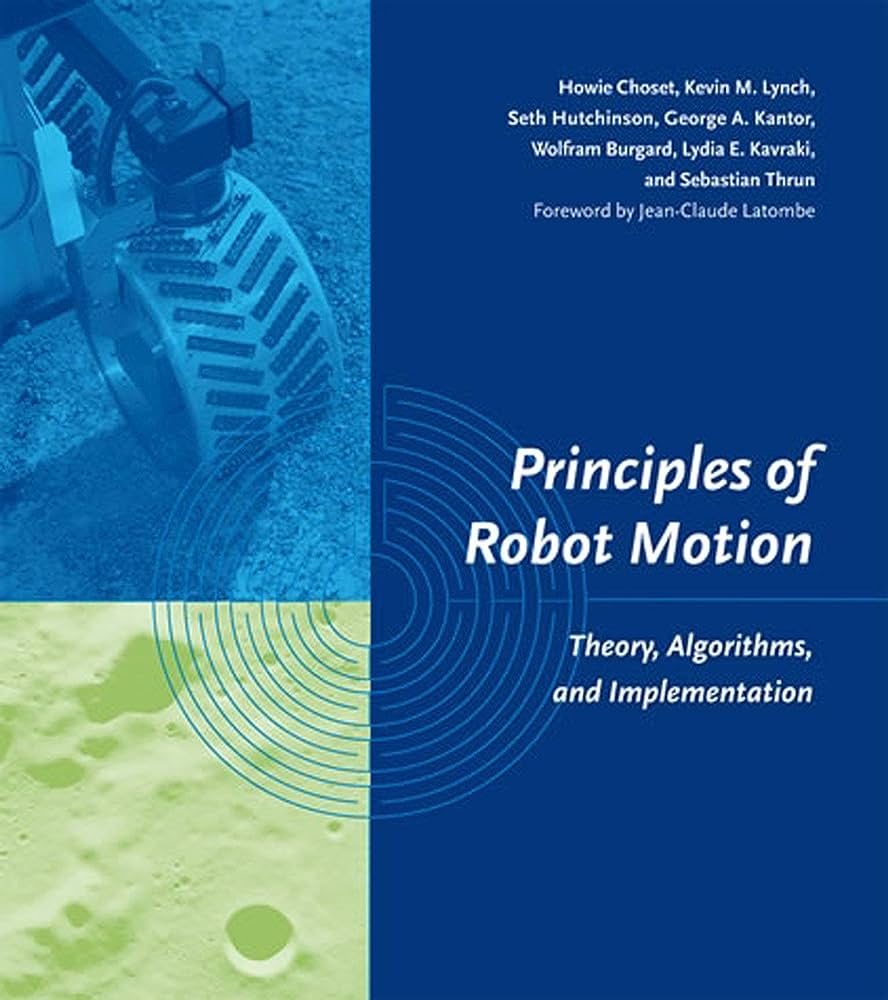 Howie Choset, Kevin M. Lynch,
Seth Hutchinson, George A. Kantor,
Wolfram Burgard, Lydia E. Kavraki,
and Sebastian Thrun
Foreword by Jean-Claude Latombe
Principles of
Robot Motion
Theory, Algorithms,
and Implementation